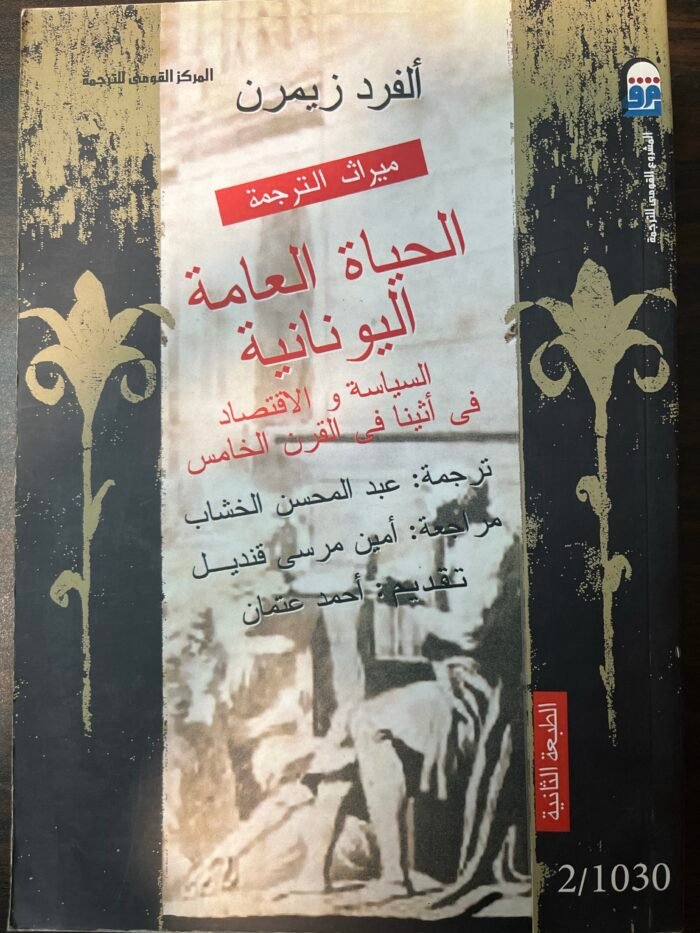 المركز القومى للترجمة
ألفرد زيمرن
المشروع القومى للترجمة
ميراث الترجمة
الحياة العامة
اليونانية
السياسة و الاقتصاد
فى أثينا فى القرن الخامس
ترجمة: عبد المحسن الخشاب
مراجعة: أمين مرسى قنديل
تقديم: أحمد عتمان
الطبعة الثانية
2/1030